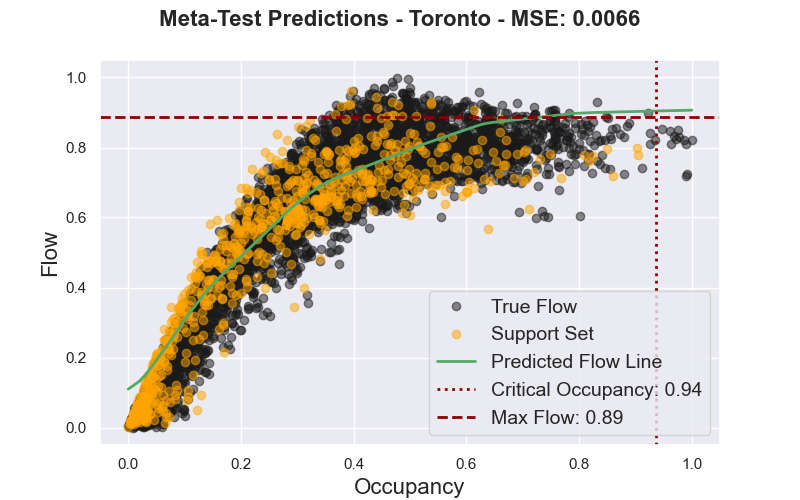 Meta-Test Predictions - Toronto - MSE: 0.0066
1.0
0.8
0.6
0.4
0.2
0.0
Flow
True Flow
Support Set
Predicted Flow Line
Critical Occupancy: 0.94
Max Flow: 0.89
0.0 0.2 0.4 0.6 0.8 1.0
Occupancy